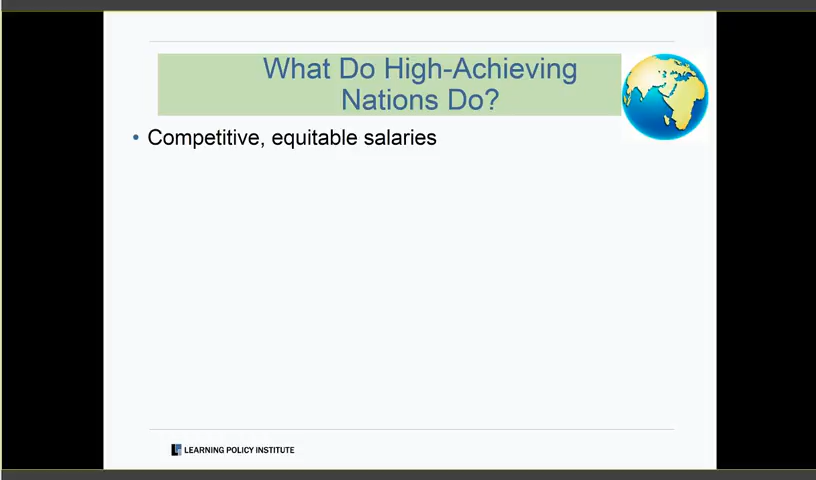 What Do High-Achieving
Nations Do?
• Competitive, equitable salaries
LEARNING POLICY INSTITUTE